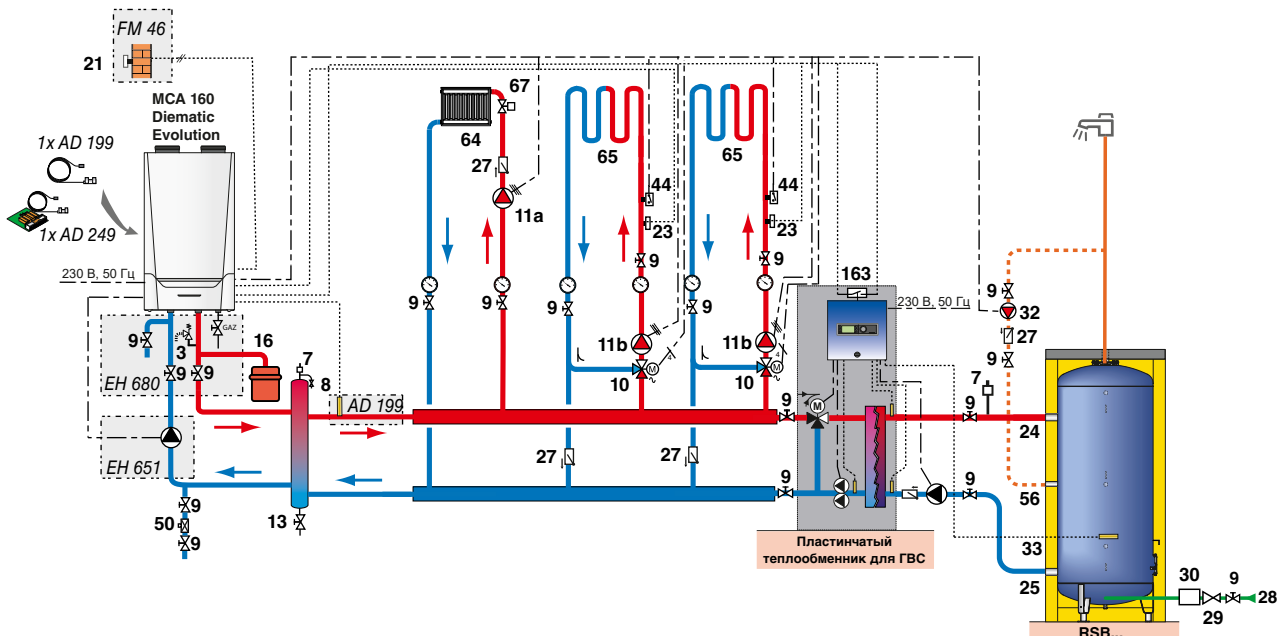 FM 46
21
MCA 160
Diematic
Evolution
1x AD 199
1x AD 249
230 В, 50 Гц
67
64
27
11a
65
65
44
44
23
23
9
9
9
9
9
9
163
230 В, 50 Гц
11b
11b
M
M
4
4
10
10
9
32
27
9
GAZ
9
3
9
9
16
EH 680
7
8
AD 199
EH 651
27
27
9
M
9
7
9
9
24
56
33
25
50
9
9
13
Пластинчатый
теплообменник для ГВС
30
9
28
29
RSB...